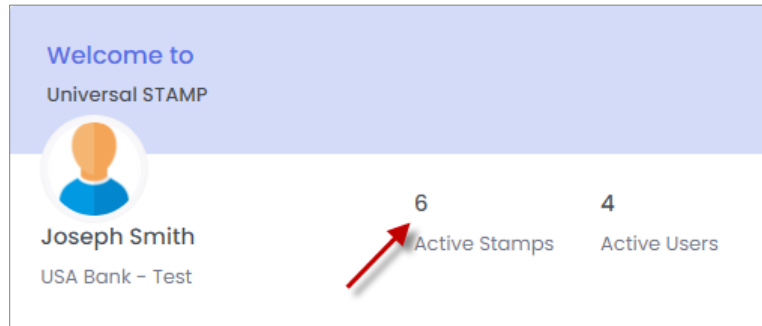 Welcome to
Universal STAMP
6
4
Joseph Smith
Active Stamps
Active Users
USA Bank - Test